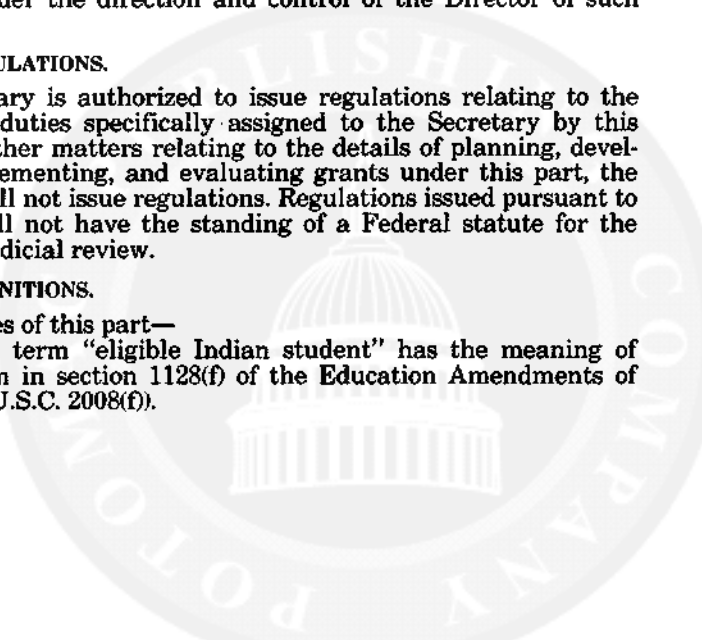 der the direction and control of the Director of such
ULATIONS.
ary is authorized to issue regulations relating to the
duties specifically assigned to the Secretary by this
ther matters relating to the details of planning, devel-
ementing, and evaluating grants under this part, the
ll not issue regulations. Regulations issued pursuant to
ll not have the standing of a Federal statute for the
dicial review.
NITIONS.
es of this part—
term “eligible Indian student” has the meaning of
n in section 1128(f) of the Education Amendments of
U.S.C. 2008(f)).
PUBLISHING
COMPANY
POTOM